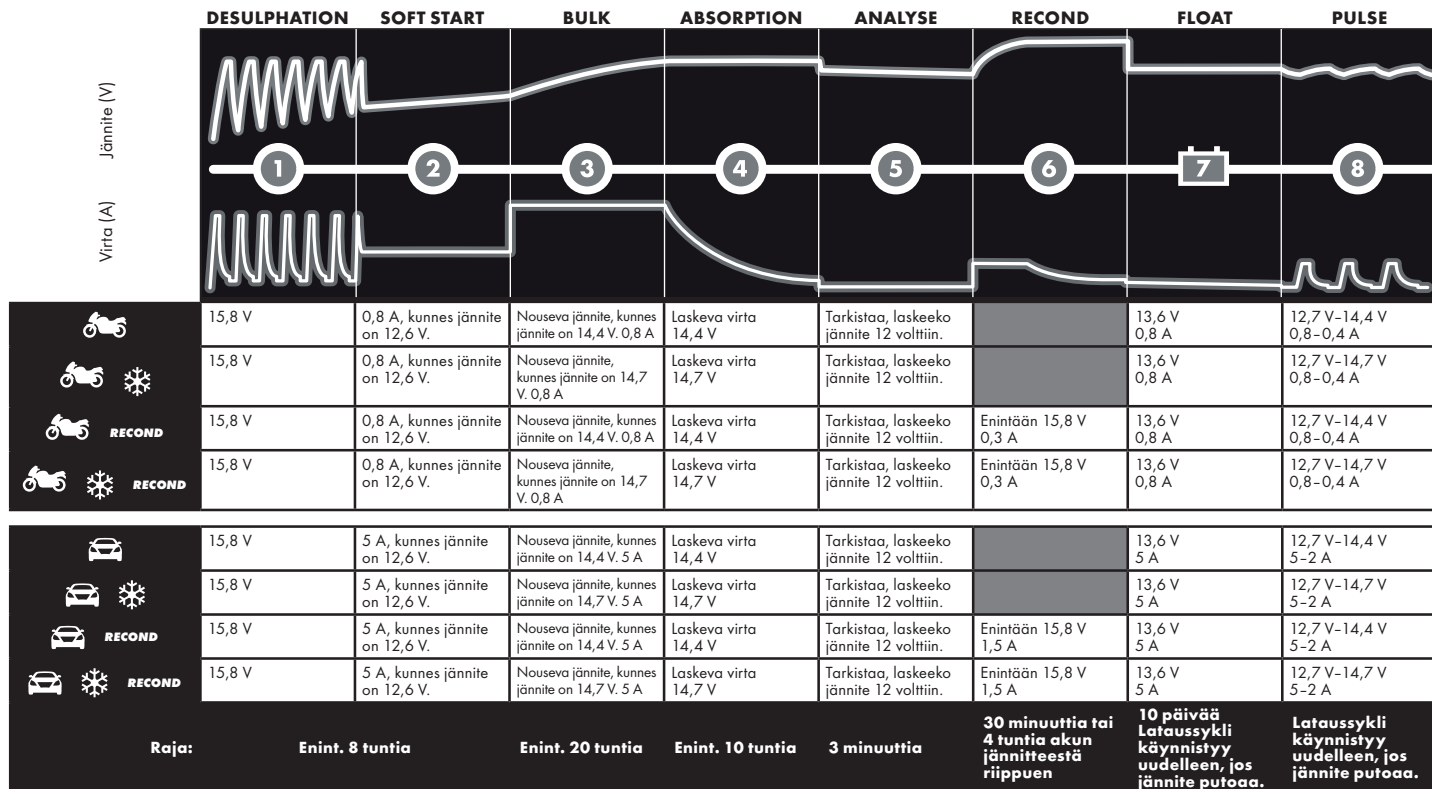 DESULPHATION SOFT START BULK ABSORPTION ANALYSE RECOND FLOAT PULSE
Jännite (V)
1 2 3 4 5 6 7 8
Virta (A)
15,8 V
0,8 A, kunnes jännite
on 12,6 V.
Nouseva jännite, kunnes
jännite on 14,4 V. 0,8 A
Laskeva virta
14,4 V
Tarkistaa, laskeeko
jännite 12 volttiin.
13,6 V
0,8 A
12,7 V–14,4 V
0,8–0,4 A
15,8 V
0,8 A, kunnes jännite
on 12,6 V.
Nouseva jännite,
kunnes jännite on 14,7
V. 0,8 A
Laskeva virta
14,7 V
Tarkistaa, laskeeko
jännite 12 volttiin.
13,6 V
0,8 A
12,7 V–14,7 V
0,8–0,4 A
RECOND
15,8 V
0,8 A, kunnes jännite
on 12,6 V.
Nouseva jännite, kunnes
jännite on 14,4 V. 0,8 A
Laskeva virta
14,4 V
Tarkistaa, laskeeko
jännite 12 volttiin.
Enintään 15,8 V
0,3 A
13,6 V
0,8 A
12,7 V–14,4 V
0,8–0,4 A
RECOND
15,8 V
0,8 A, kunnes jännite
on 12,6 V.
Nouseva jännite,
kunnes jännite on 14,7
V. 0,8 A
Laskeva virta
14,7 V
Tarkistaa, laskeeko
jännite 12 volttiin.
Enintään 15,8 V
0,3 A
13,6 V
0,8 A
12,7 V–14,7 V
0,8–0,4 A
15,8 V
5 A, kunnes jännite
on 12,6 V.
Nouseva jännite, kunnes
jännite on 14,4 V. 5 A
Laskeva virta
14,4 V
Tarkistaa, laskeeko
jännite 12 volttiin.
13,6 V
5 A
12,7 V–14,4 V
5–2 A
15,8 V
5 A, kunnes jännite
on 12,6 V.
Nouseva jännite, kunnes
jännite on 14,7 V. 5 A
Laskeva virta
14,7 V
Tarkistaa, laskeeko
jännite 12 volttiin.
13,6 V
5 A
12,7 V–14,7 V
5–2 A
RECOND
15,8 V
5 A, kunnes jännite
on 12,6 V.
Nouseva jännite, kunnes
jännite on 14,4 V. 5 A
Laskeva virta
14,4 V
Tarkistaa, laskeeko
jännite 12 volttiin.
Enintään 15,8 V
1,5 A
13,6 V
5 A
12,7 V–14,4 V
5–2 A
RECOND
15,8 V
5 A, kunnes jännite
on 12,6 V.
Nouseva jännite, kunnes
jännite on 14,7 V. 5 A
Laskeva virta
14,7 V
Tarkistaa, laskeeko
jännite 12 volttiin.
Enintään 15,8 V
1,5 A
13,6 V
5 A
12,7 V–14,7 V
5–2 A
Raja:
Enint. 8 tuntia
Enint. 20 tuntia
Enint. 10 tuntia
3 minuuttia
30 minuuttia tai
4 tuntia akun
jännitteestä
riippuen
10 päivää
Lataussykli
käynnistyy
uudelleen, jos
jännite putoaa.
Lataussykli
käynnistyy
uudelleen, jos
jännite putoaa.